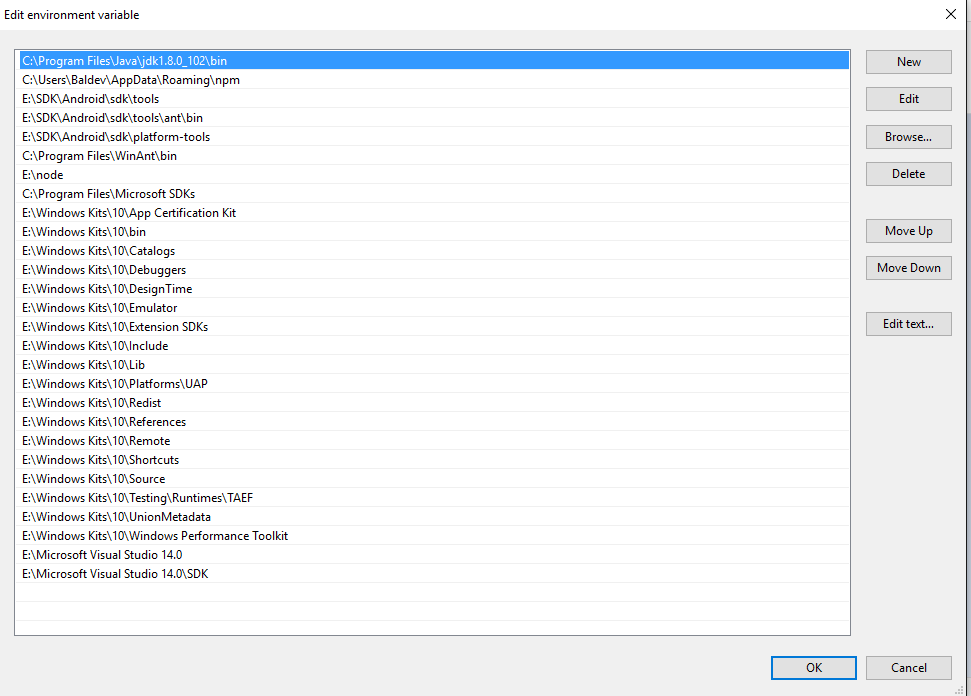 Edit environment variable
C:\Program Files\Java\jdk1.8.0_102\bin
C:\Users\Baldev\AppData\Roaming\npm
E:\SDK\Android\sdk\tools
E:\SDK\Android\sdk\tools\ant\bin
E:\SDK\Android\sdk\platform-tools
C:\Program Files\WinAnt\bin
E:\node
C:\Program Files\Microsoft SDKs
E:\Windows Kits\10\App Certification Kit
E:\Windows Kits\10\bin
E:\Windows Kits\10\Catalogs
E:\Windows Kits\10\Debuggers
E:\Windows Kits\10\DesignTime
E:\Windows Kits\10\Emulator
E:\Windows Kits\10\Extension SDKs
E:\Windows Kits\10\Include
E:\Windows Kits\10\Lib
E:\Windows Kits\10\Platforms\UAP
E:\Windows Kits\10\Redist
E:\Windows Kits\10\References
E:\Windows Kits\10\Remote
E:\Windows Kits\10\Shortcuts
E:\Windows Kits\10\Source
E:\Windows Kits\10\Testing\Runtimes\TAEF
E:\Windows Kits\10\UnionMetadata
E:\Windows Kits\10\Windows Performance Toolkit
E:\Microsoft Visual Studio 14.0
E:\Microsoft Visual Studio 14.0\SDK
New
Edit
Browse...
Delete
Move Up
Move Down
Edit text...
OK
Cancel